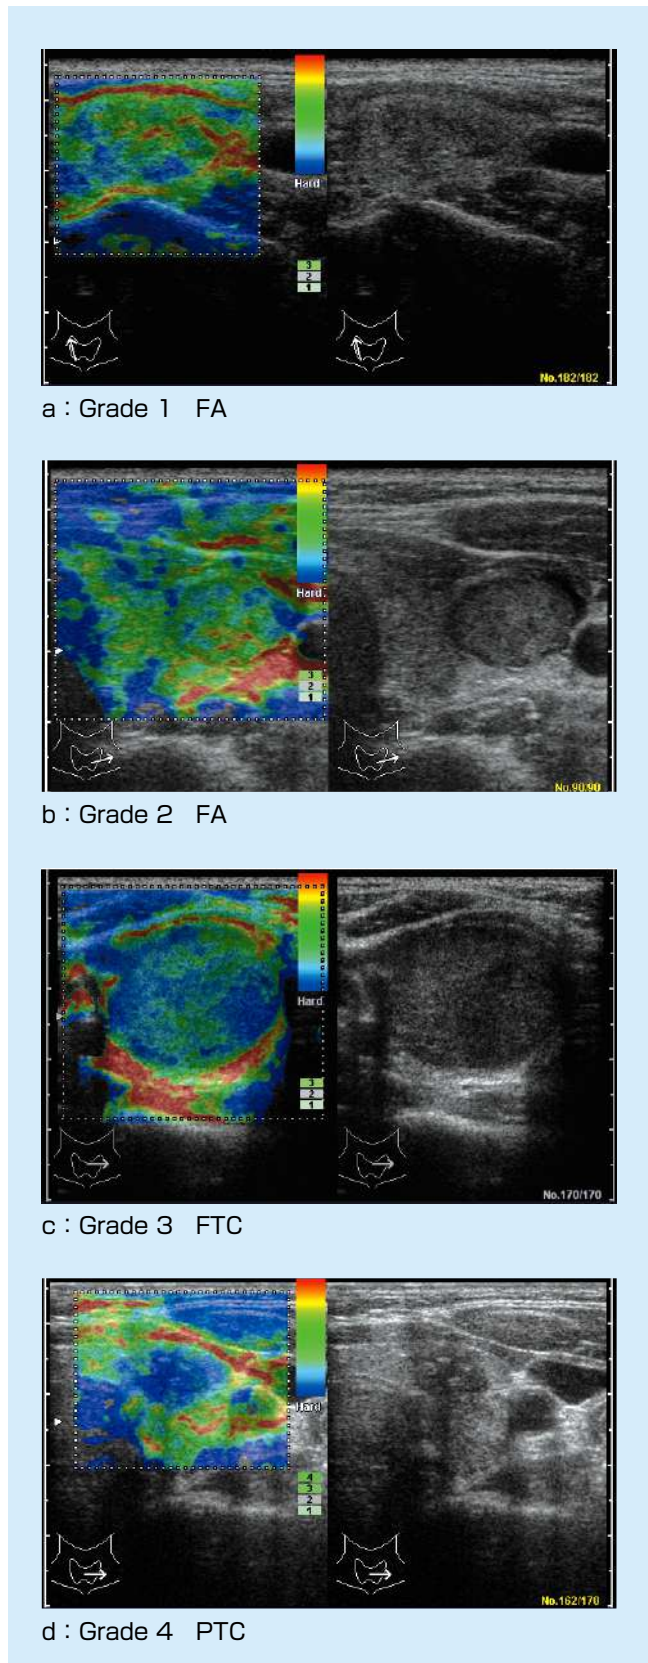 Hard
3
2
1
No.182/182
a：Grade 1 FA
Hard
3
2
1
No.90/90
b：Grade 2 FA
Hard
3
2
1
No.170/170
c：Grade 3 FTC
Hard
4
3
2
1
No.162/170
d：Grade 4 PTC